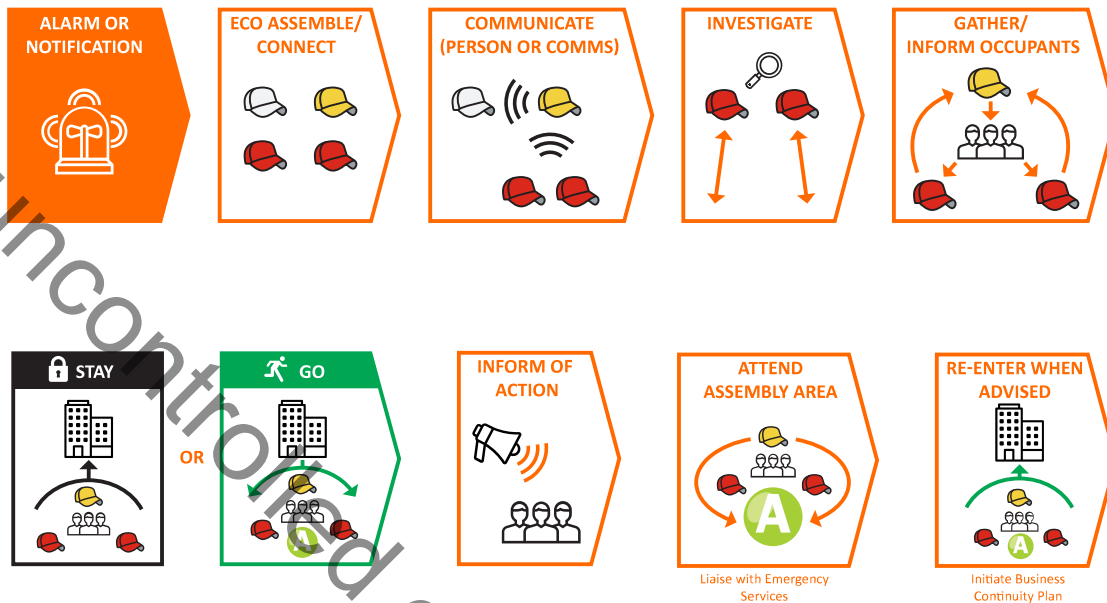 ALARM OR
NOTIFICATION
ECO ASSEMBLE/
CONNECT
COMMUNICATE
(PERSON OR COMMS)
INVESTIGATE
GATHER/
INFORM OCCUPANTS
STAY
OR
GO
A
INFORM OF
ACTION
ATTEND
ASSEMBLY AREA
A
Liaise with Emergency
Services
RE-ENTER WHEN
ADVISED
A
Initiate Business
Continuity Plan
uncontrolled